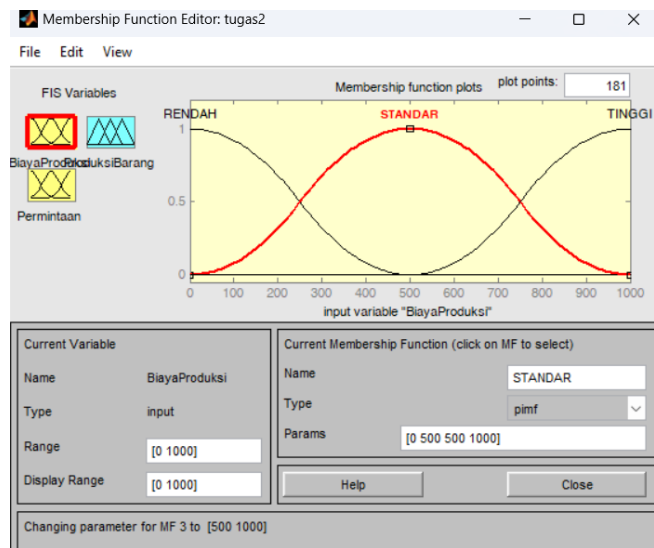 Membership Function Editor: tugas2
File Edit View
FIS Variables
Membership function plots plot points: 181
RENDAH STANDAR TINGGI
BiayaProduksi ProduksiBarang
Permintaan
1
0.5
0
0 100 200 300 400 500 600 700 800 900 1000
input variable "BiayaProduksi"
Current Variable
Name BiayaProduksi
Type input
Range [0 1000]
Display Range [0 1000]
Current Membership Function (click on MF to select)
Name STANDAR
Type pimf
Params [0 500 500 1000]
Help Close
Changing parameter for MF 3 to [500 1000]